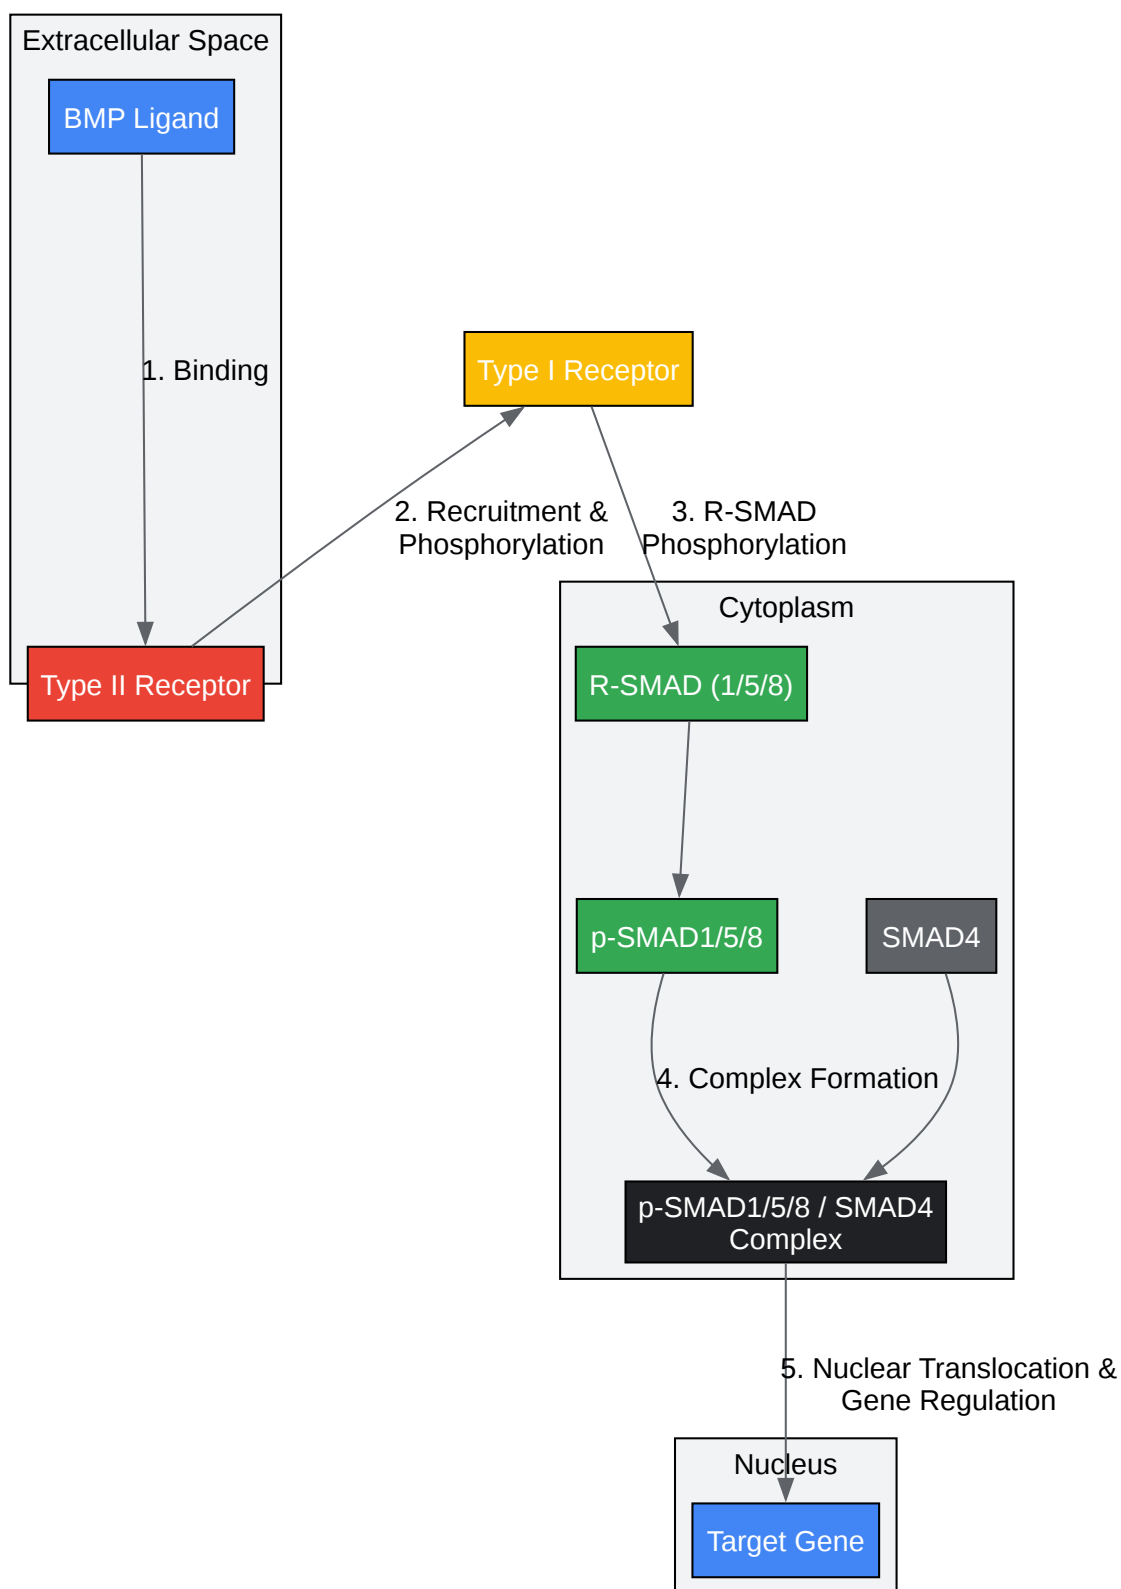 Extracellular Space
BMP Ligand
1. Binding
Type I Receptor
2. Recruitment &
Phosphorylation
3. R-SMAD
Phosphorylation
Type II Receptor
Cytoplasm
R-SMAD (1/5/8)
p-SMAD1/5/8
SMAD4
4. Complex Formation
p-SMAD1/5/8 / SMAD4
Complex
5. Nuclear Translocation &
Gene Regulation
Nucleus
Target Gene